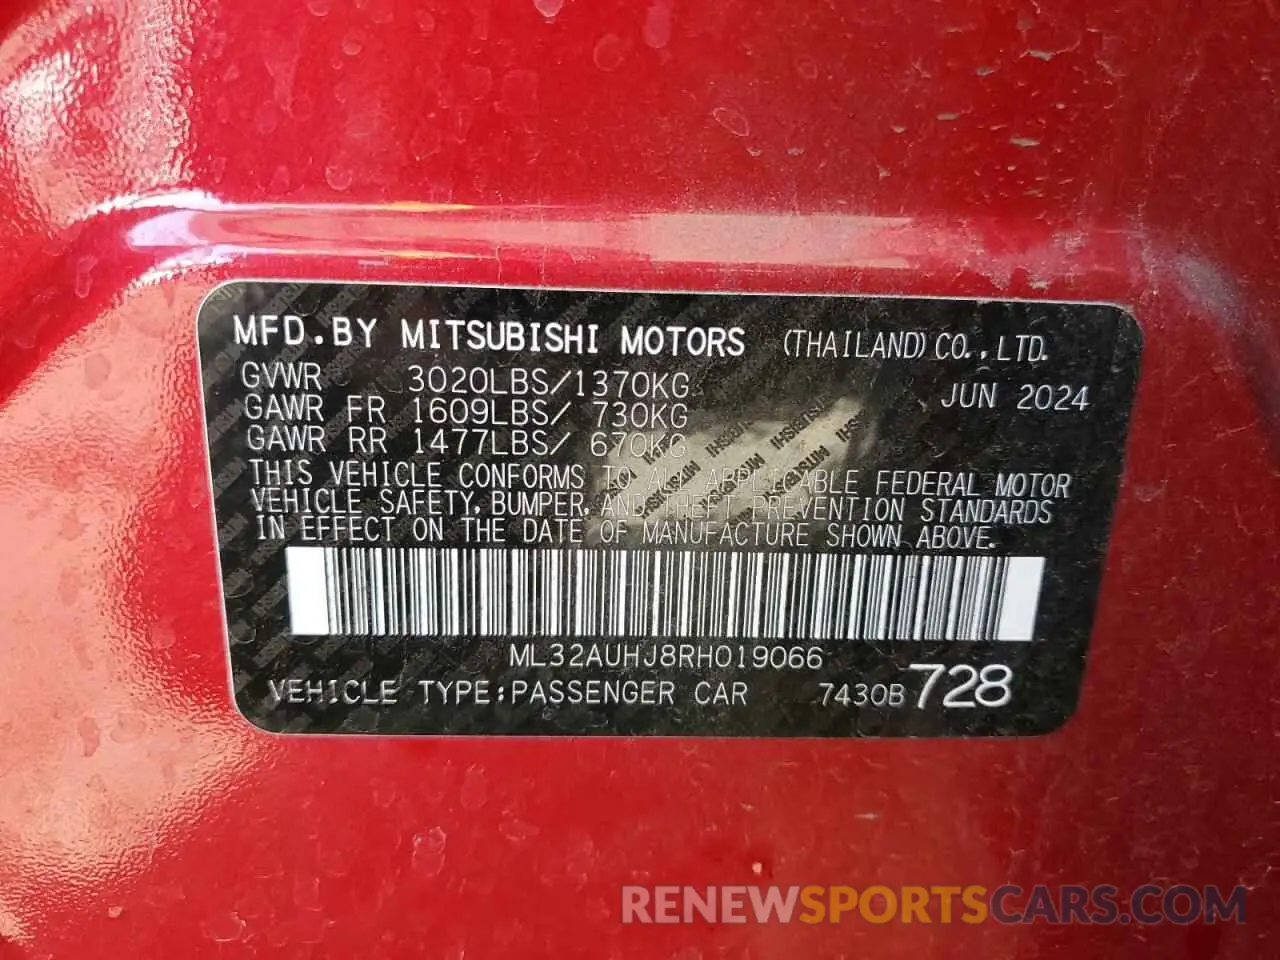 MFD.BY MITSUBISHI MOTORS (THAILAND) CO.,LTD.
GVWR 3020LBS/1370KG JUN 2024
GAWR FR 1609LBS/ 730KG
GAWR RR 1477LBS/ 670KG
THIS VEHICLE CONFORMS TO ALL APPLICABLE FEDERAL MOTOR
VEHICLE SAFETY, BUMPER, AND THEFT PREVENTION STANDARDS
IN EFFECT ON THE DATE OF MANUFACTURE SHOWN ABOVE.
ML32AUHJ8RH019066
VEHICLE TYPE:PASSENGER CAR 7430B 728
RENEWSPORTSCARS.COM